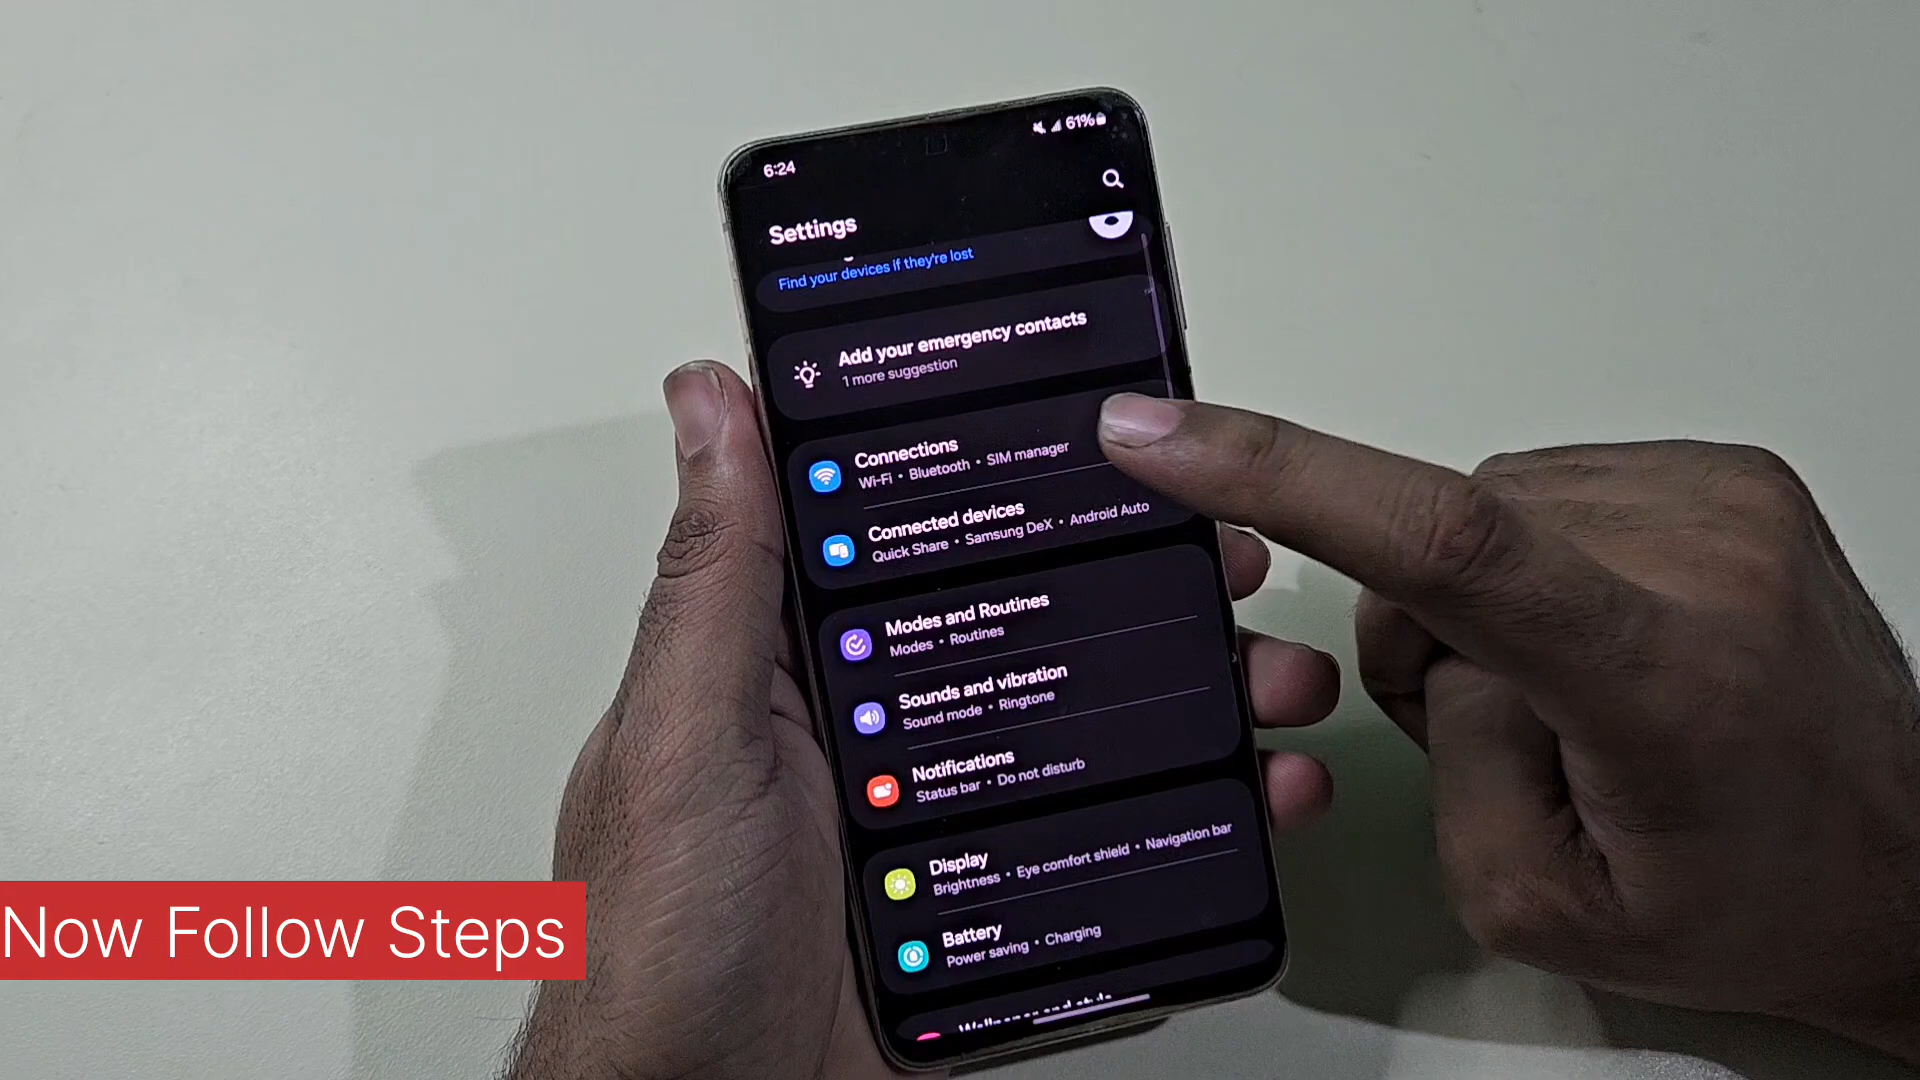 6:24
61%
Settings
Find your devices if they're lost
Add your emergency contacts
1 more suggestion
Connections
Wi-Fi • Bluetooth • SIM manager
Connected devices
Quick Share • Samsung DeX • Android Auto
Modes and Routines
Modes • Routines
Sounds and vibration
Sound mode • Ringtone
Notifications
Status bar • Do not disturb
Display
Brightness • Eye comfort shield • Navigation bar
Battery
Power saving • Charging
Wallpaper and style
Now Follow Steps